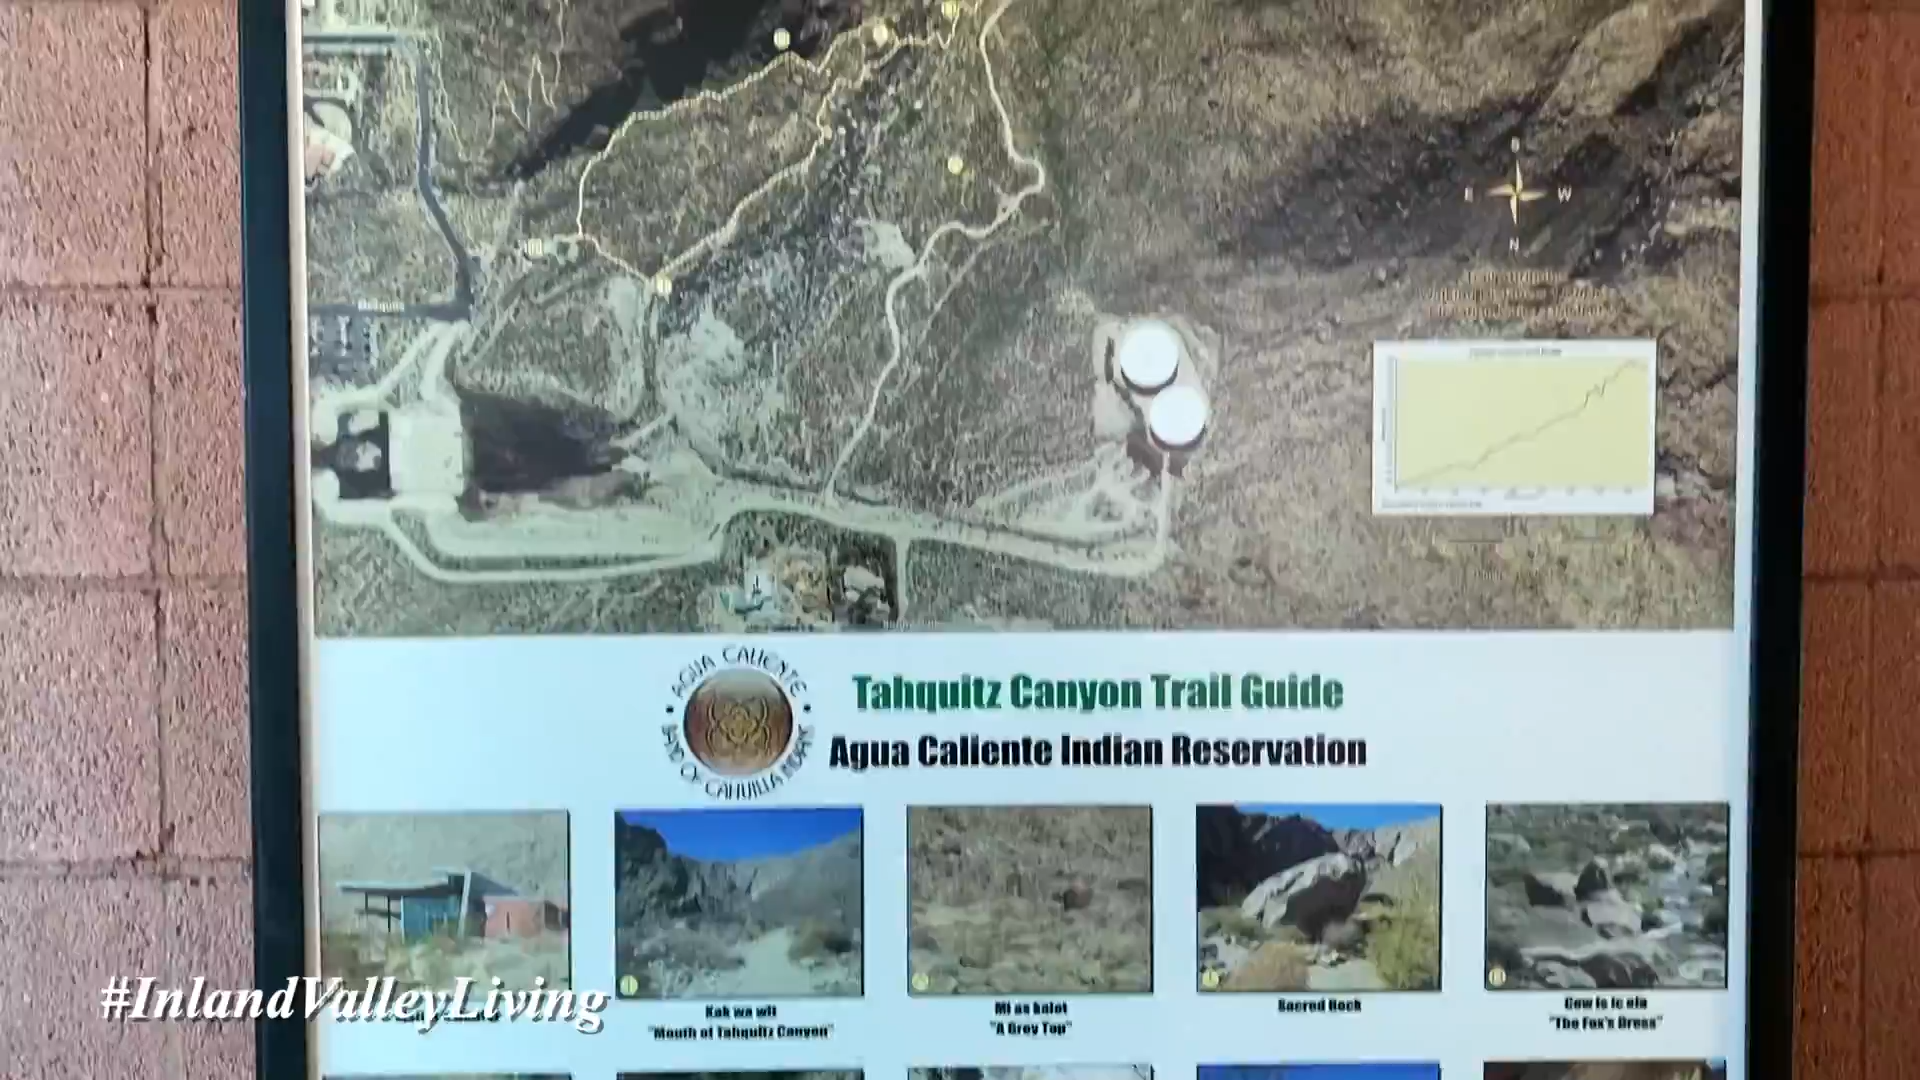 S
E W
N
AGUA CALIENTE
BAND OF CAHUILLA INDIANS
Tahquitz Canyon Trail Guide
Agua Caliente Indian Reservation
Kak wa wit
"Mouth of Tahquitz Canyon"
Mi as kalet
"A Grey Top"
Sacred Rock
Caw is ic ela
"The Fox's Dress"
#InlandValleyLiving